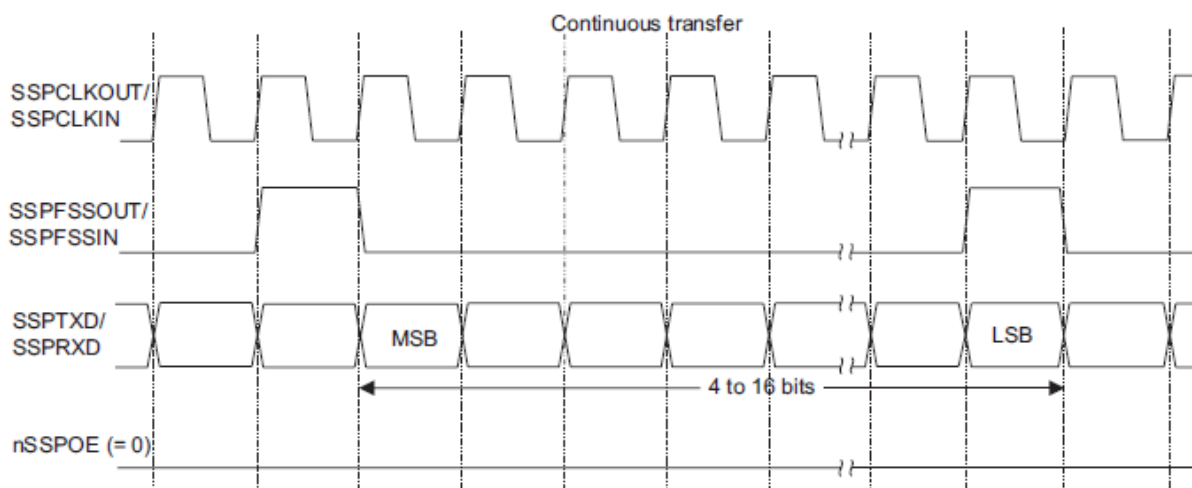 Continuous transfer
SSPCLKOUT/
SSPCLKIN
SSPFSSOUT/
SSPFSSIN
SSPTXD/
SSPRXD
MSB
LSB
4 to 16 bits
nSSPOE (= 0)